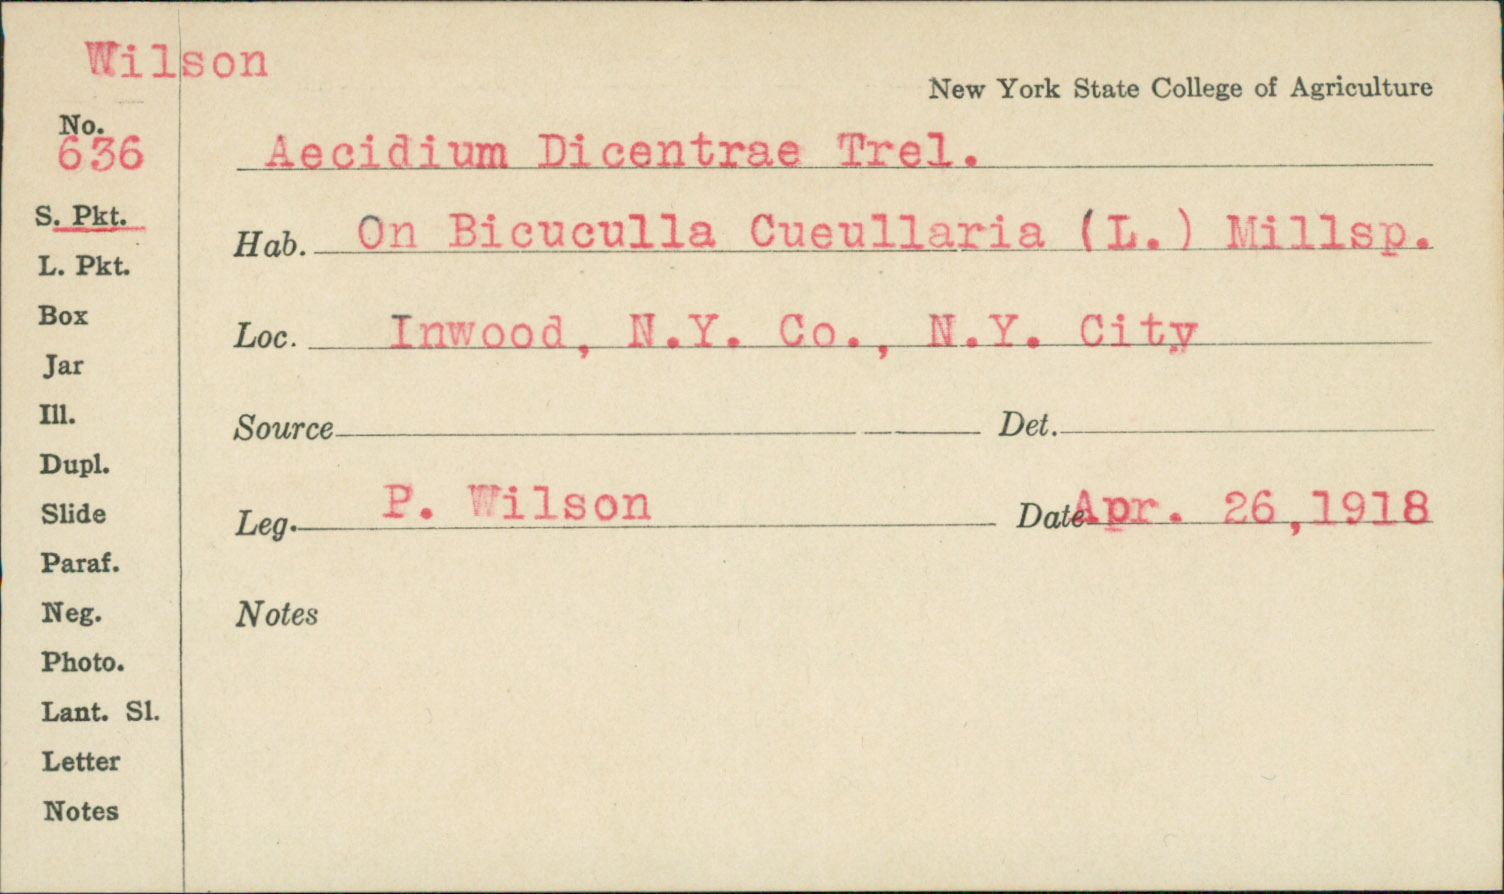 Wilson
New York State College of Agriculture
No.
636
Aecidium Dicentrae Trel.
S. Pkt.
Hab. On Bicuculla Cueullaria (L.) Millsp.
L. Pkt.
Box
Loc. Inwood, N.Y. Co., N.Y. City
Jar
Ill.
Source Det.
Dupl.
Slide
Leg. P. Wilson Date Apr. 26,1918
Paraf.
Neg.
Notes
Photo.
Lant. Sl.
Letter
Notes